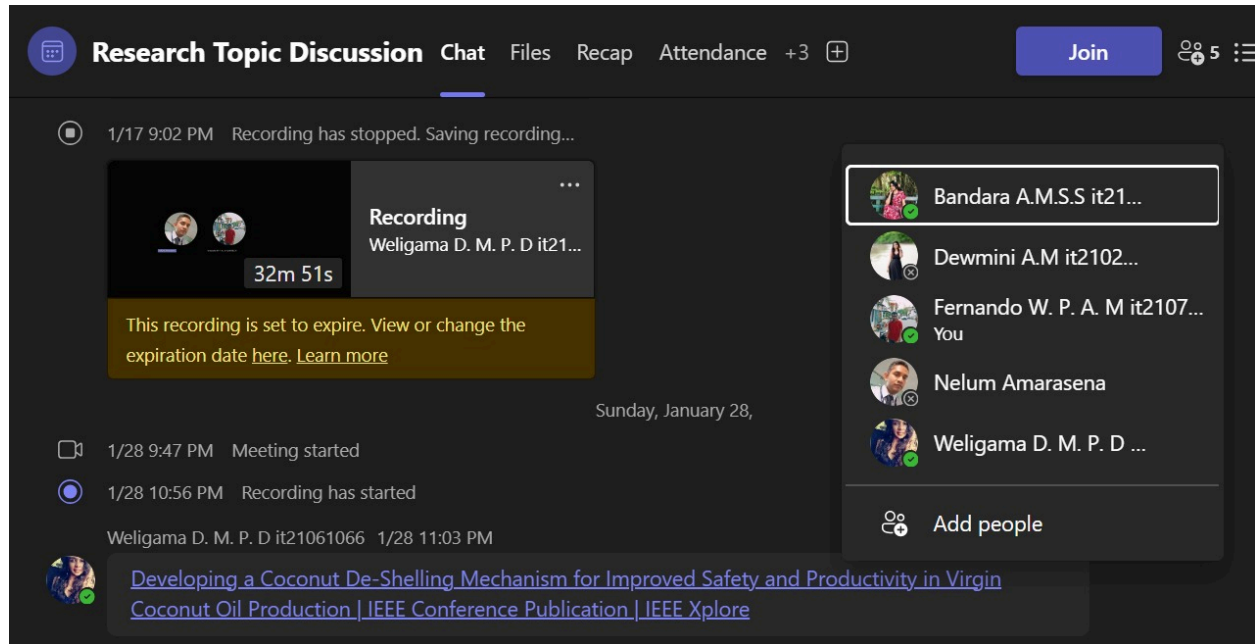 Research Topic Discussion Chat Files Recap Attendance +3 Join 5
1/17 9:02 PM Recording has stopped. Saving recording...
Recording
Weligama D. M. P. D it21...
32m 51s
This recording is set to expire. View or change the
expiration date here. Learn more
Sunday, January 28,
1/28 9:47 PM Meeting started
1/28 10:56 PM Recording has started
Weligama D. M. P. D it21061066 1/28 11:03 PM
Developing a Coconut De-Shelling Mechanism for Improved Safety and Productivity in Virgin
Coconut Oil Production | IEEE Conference Publication | IEEE Xplore
Bandara A.M.S.S it21...
Dewmini A.M it2102...
Fernando W. P. A. M it2107...
You
Nelum Amarasena
Weligama D. M. P. D ...
Add people